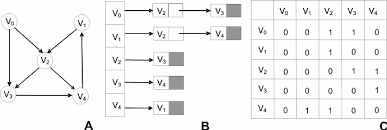 V0 V1
V2
V3 V4
A
V0 V2 V3
V1 V2 V4
V2 V3
V3 V4
V4 V1
B
V0 V1 V2 V3 V4
V0 0 0 1 1 0
V1 0 0 1 0 0
V2 0 0 0 1 1
V3 0 0 0 0 1
V4 0 1 1 0 0
C